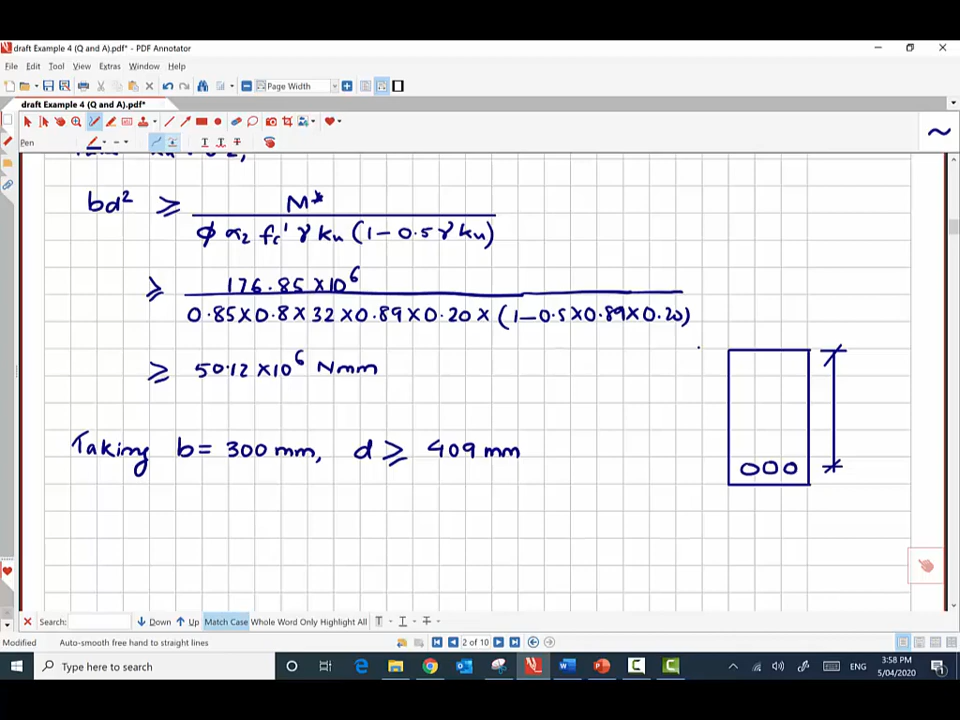 draft Example 4 (Q and A).pdf* - PDF Annotator
File Edit Tool View Extras Window Help
Page Width
draft Example 4 (Q and A).pdf*
Pen
bd² ⩾ M* / ϕ α₂ fc' γ kᵤ (1 - 0.5 γ kᵤ)
⩾ 176.85 × 10⁶ / 0.85 × 0.8 × 32 × 0.89 × 0.20 × (1 - 0.5 × 0.89 × 0.20)
⩾ 50.12 × 10⁶ Nmm
Taking b = 300 mm, d ⩾ 409 mm
Search: Down Up Match Case Whole Word Only Highlight All
Modified Auto-smooth free hand to straight lines 2 of 10
Type here to search ENG 3:58 PM
5/04/2020